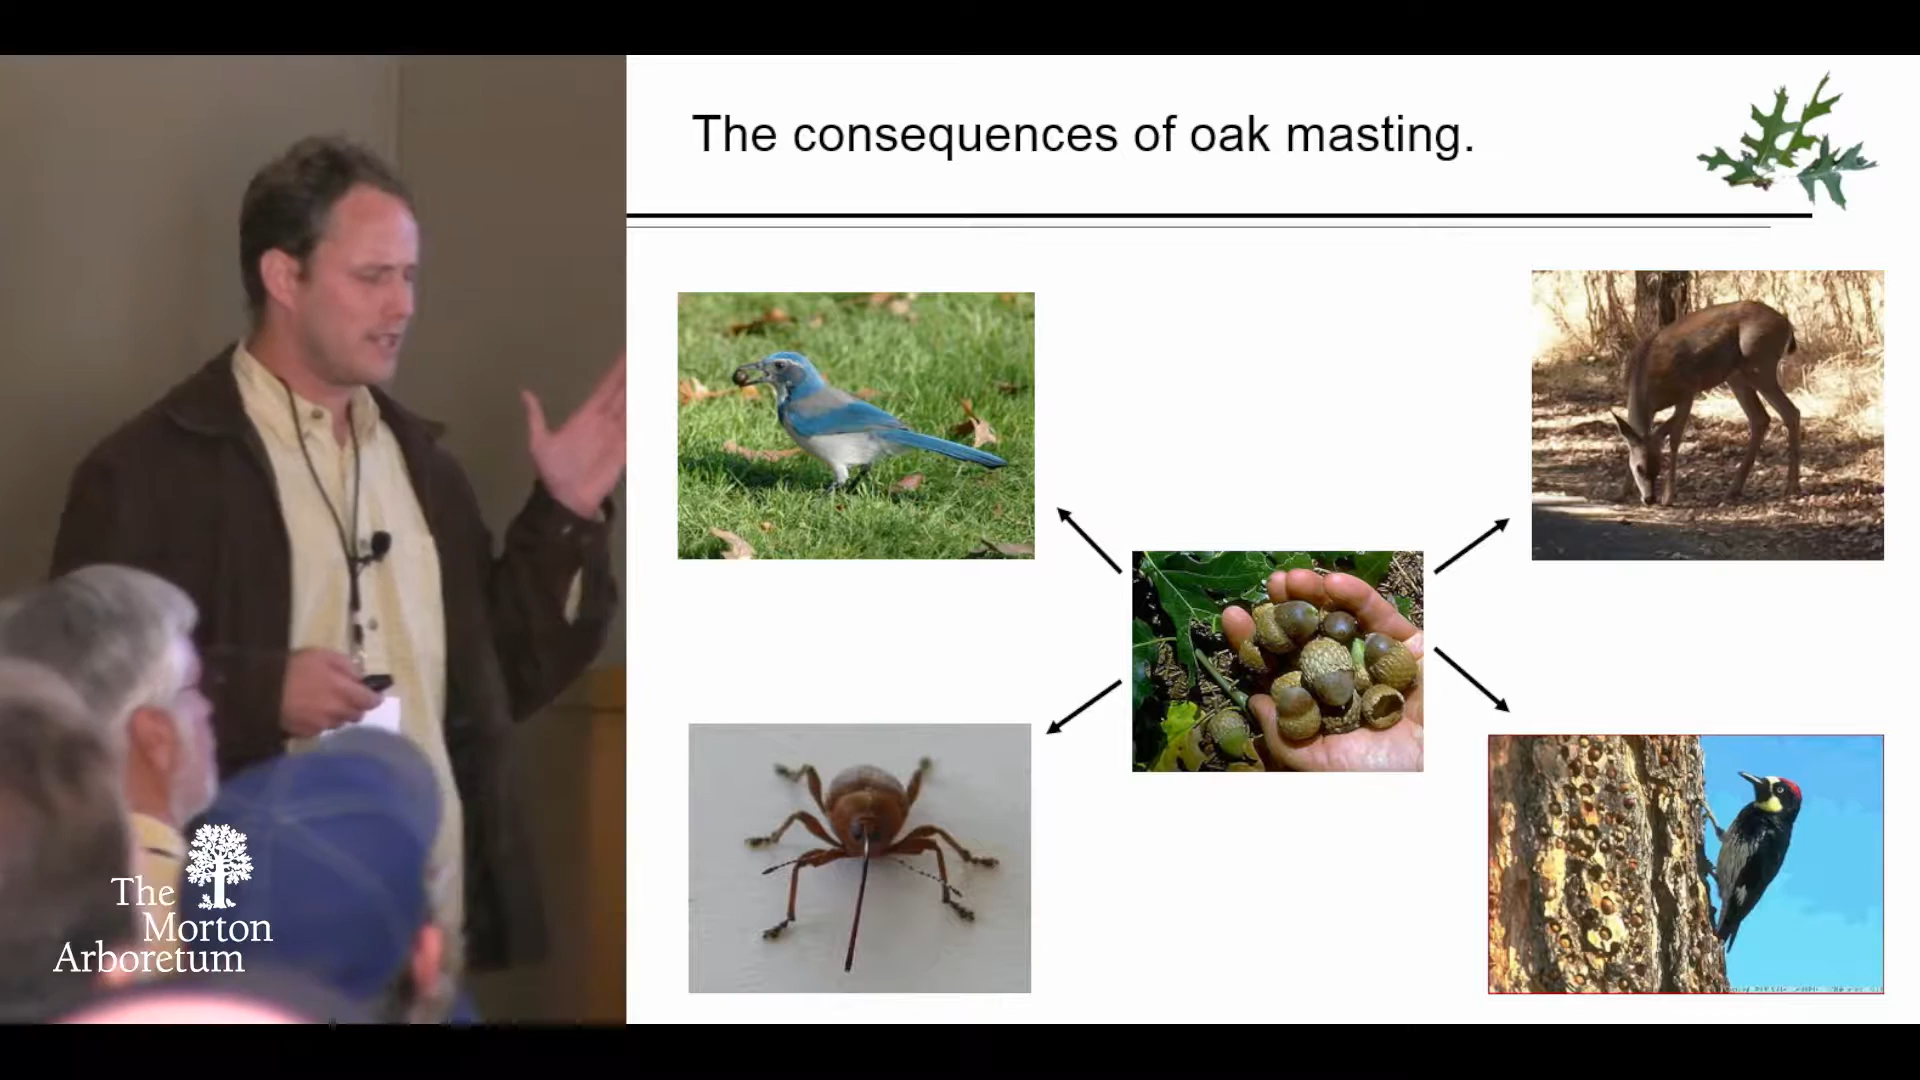 The consequences of oak masting.
The
Morton
Arboretum